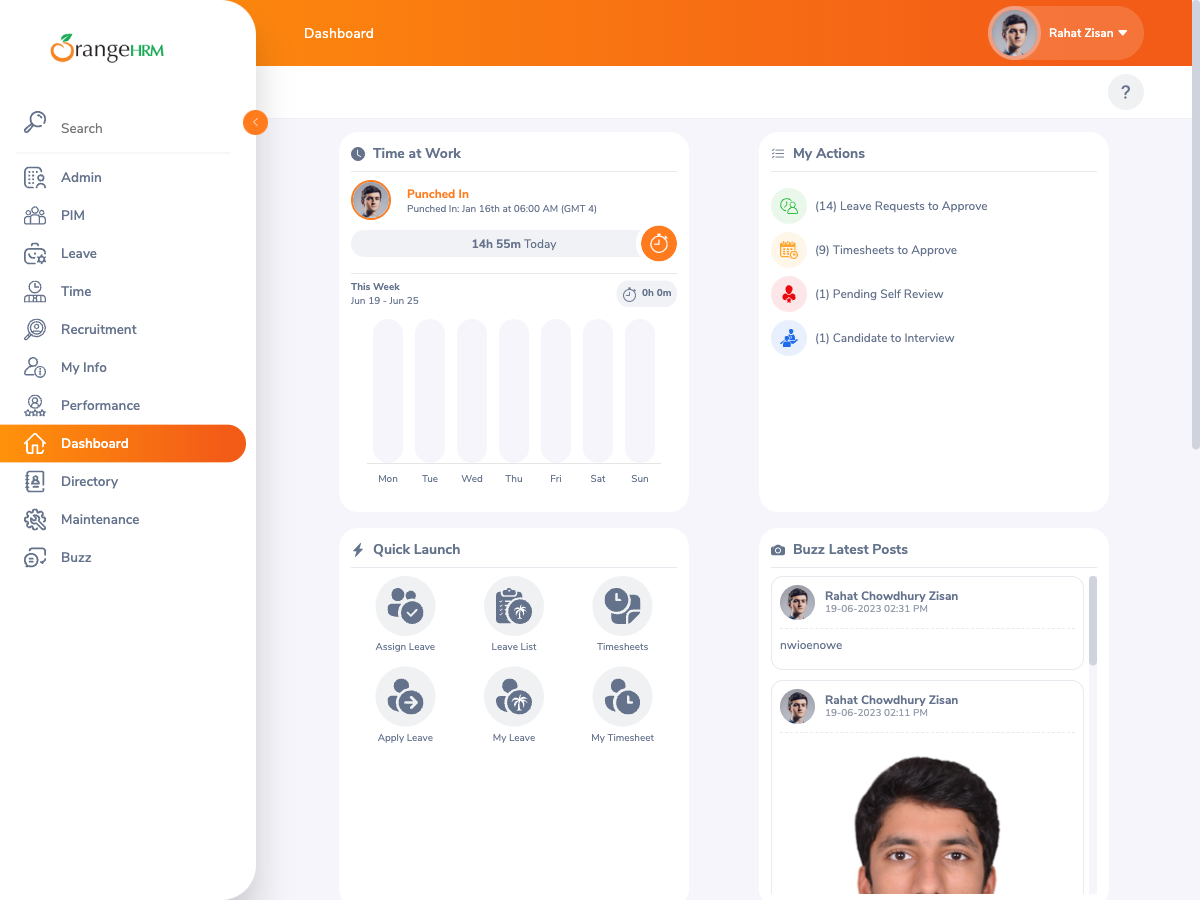 OrangeHRM
Search
Admin
PIM
Leave
Time
Recruitment
My Info
Performance
Dashboard
Directory
Maintenance
Buzz
Dashboard
Rahat Zisan
?
Time at Work
Punched In
Punched In: Jan 16th at 06:00 AM (GMT 4)
14h 55m Today
This Week
Jun 19 - Jun 25
0h 0m
Mon Tue Wed Thu Fri Sat Sun
My Actions
(14) Leave Requests to Approve
(9) Timesheets to Approve
(1) Pending Self Review
(1) Candidate to Interview
Quick Launch
Assign Leave Leave List Timesheets
Apply Leave My Leave My Timesheet
Buzz Latest Posts
Rahat Chowdhury Zisan
19-06-2023 02:31 PM
nwioenowe
Rahat Chowdhury Zisan
19-06-2023 02:11 PM